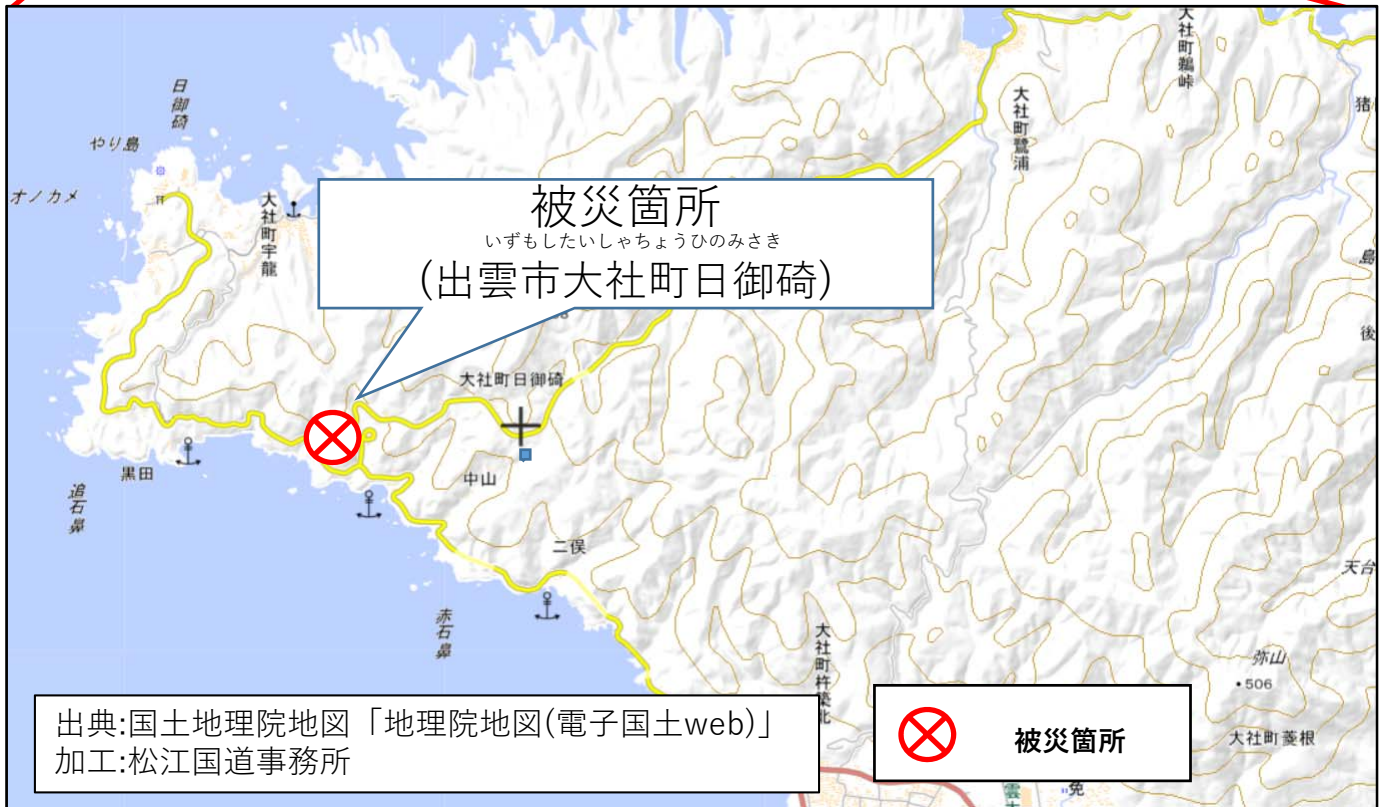 大社町鵜峠
日御碕
猪
大社町鷺浦
やり島
オノカメ
大社町宇龍
被災箇所
いずもしたいしゃちょうひのみさき
(出雲市大社町日御碕)
島
後
大社町日御碕
黒田
中山
追石鼻
二俣
天台
赤石鼻
大社町杵築北
弥山
・506
出典:国土地理院地図「地理院地図(電子国土web)」
加工:松江国道事務所
被災箇所
大社町菱根
免